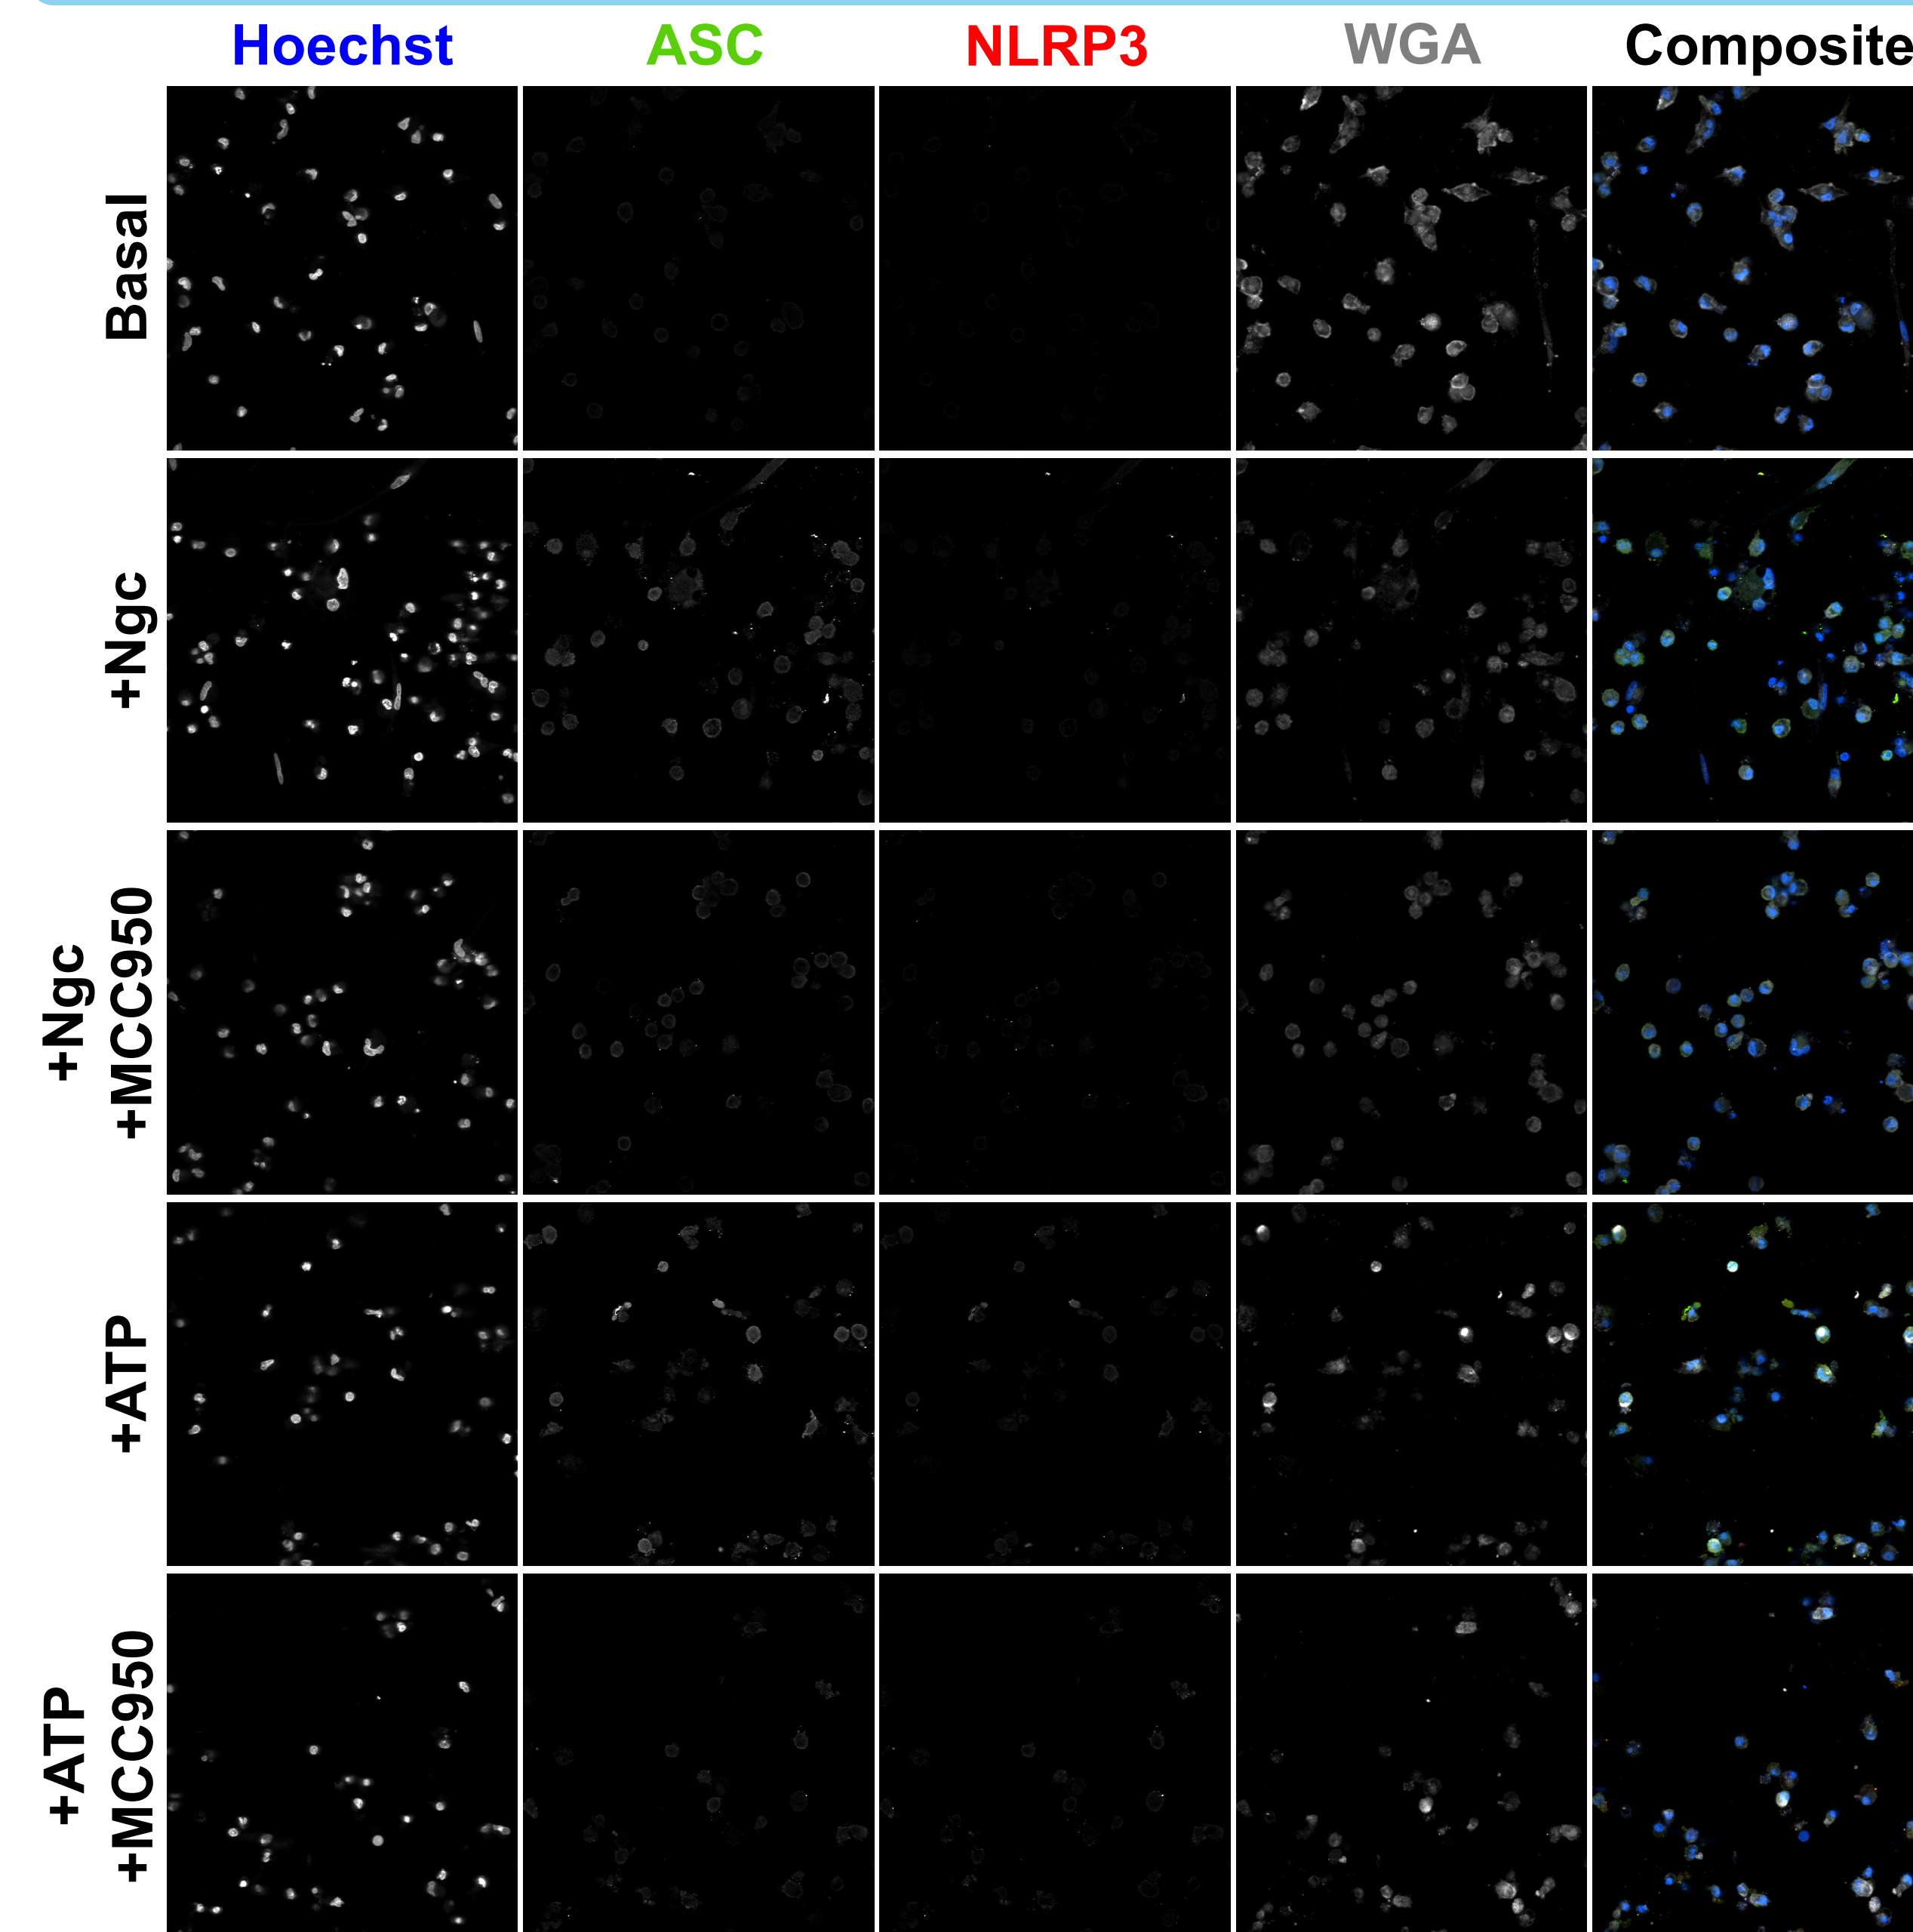 Hoechst ASC NLRP3 WGA Composite
Basal
+Ngc
+Ngc
+MCC950
+ATP
+ATP
+MCC950